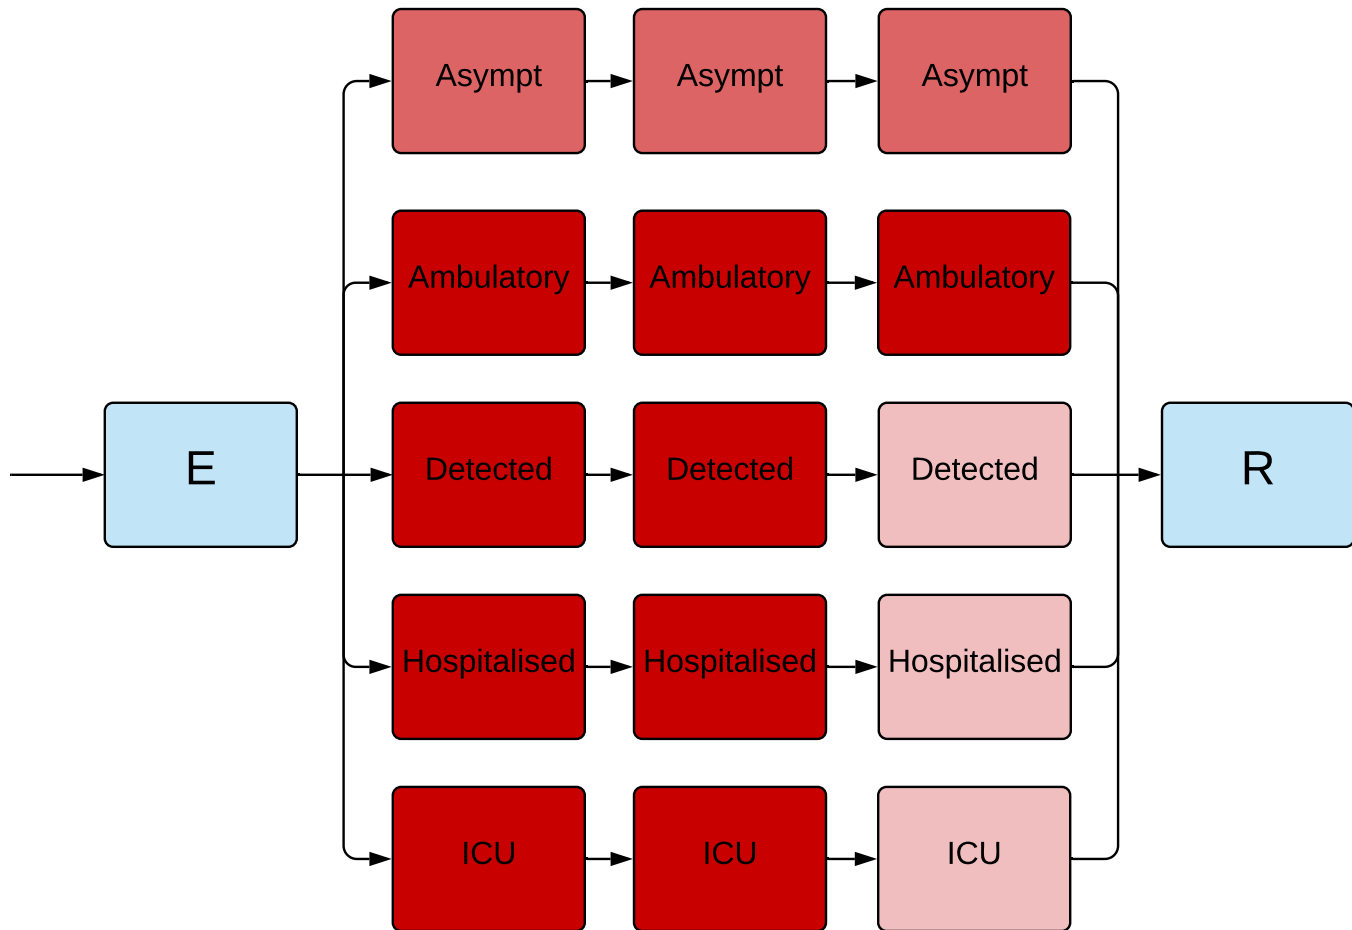 Asympt Asympt Asympt
Ambulatory Ambulatory Ambulatory
E Detected Detected Detected R
Hospitalised Hospitalised Hospitalised
ICU ICU ICU